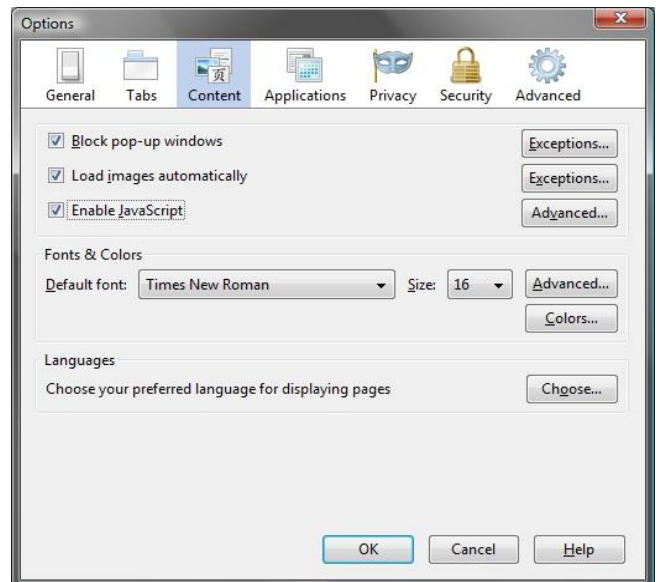 Options
General Tabs Content Applications Privacy Security Advanced
页
Block pop-up windows Exceptions...
Load images automatically Exceptions...
Enable JavaScript Advanced...
Fonts & Colors
Default font: Times New Roman Size: 16 Advanced...
Colors...
Languages
Choose your preferred language for displaying pages Choose...
OK Cancel Help